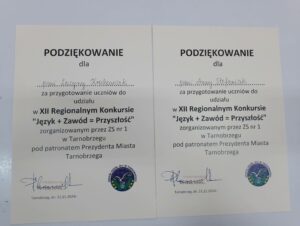 PODZIĘKOWANIE
dla
za przygotowanie uczniów do
udziału
w XII Regionalnym Konkursie
"Język + Zawód = Przyszłość"
zorganizowanym przez ZS nr 1
w Tarnobrzegu
pod patronatem Prezydenta Miasta
Tarnobrzega
PODZIĘKOWANIE
dla
za przygotowanie uczniów do
udziału
w XII Regionalnym Konkursie
"Język + Zawód = Przyszłość"
zorganizowanym przez ZS nr 1
w Tarnobrzegu
pod patronatem Prezydenta Miasta
Tarnobrzega